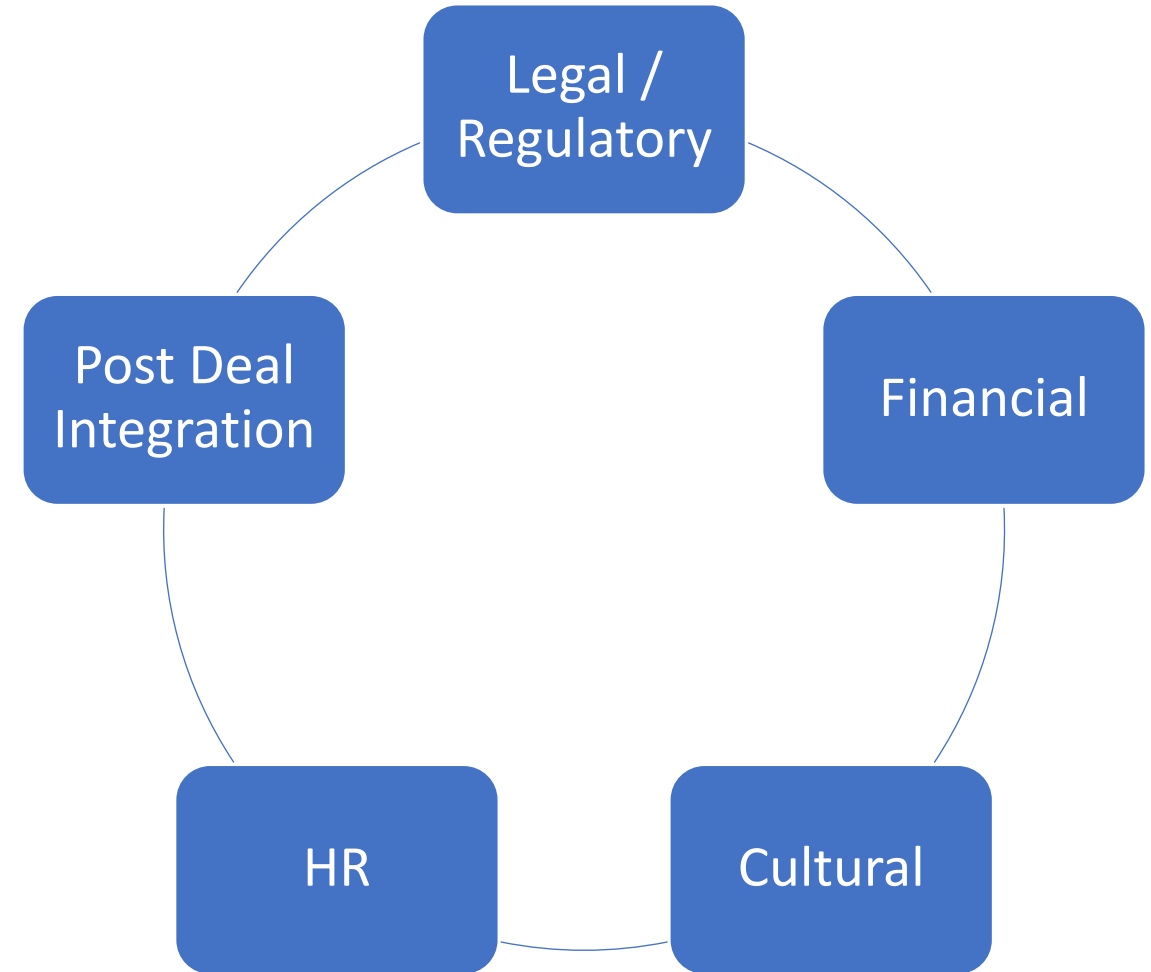 Legal /
Regulatory
Financial
Cultural
HR
Post Deal
Integration